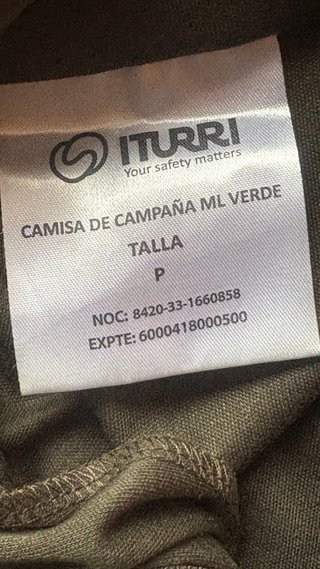 ITURRI
Your safety matters
CAMISA DE CAMPAÑA ML VERDE
TALLA
P
NOC: 8420-33-1660858
EXPTE: 6000418000500